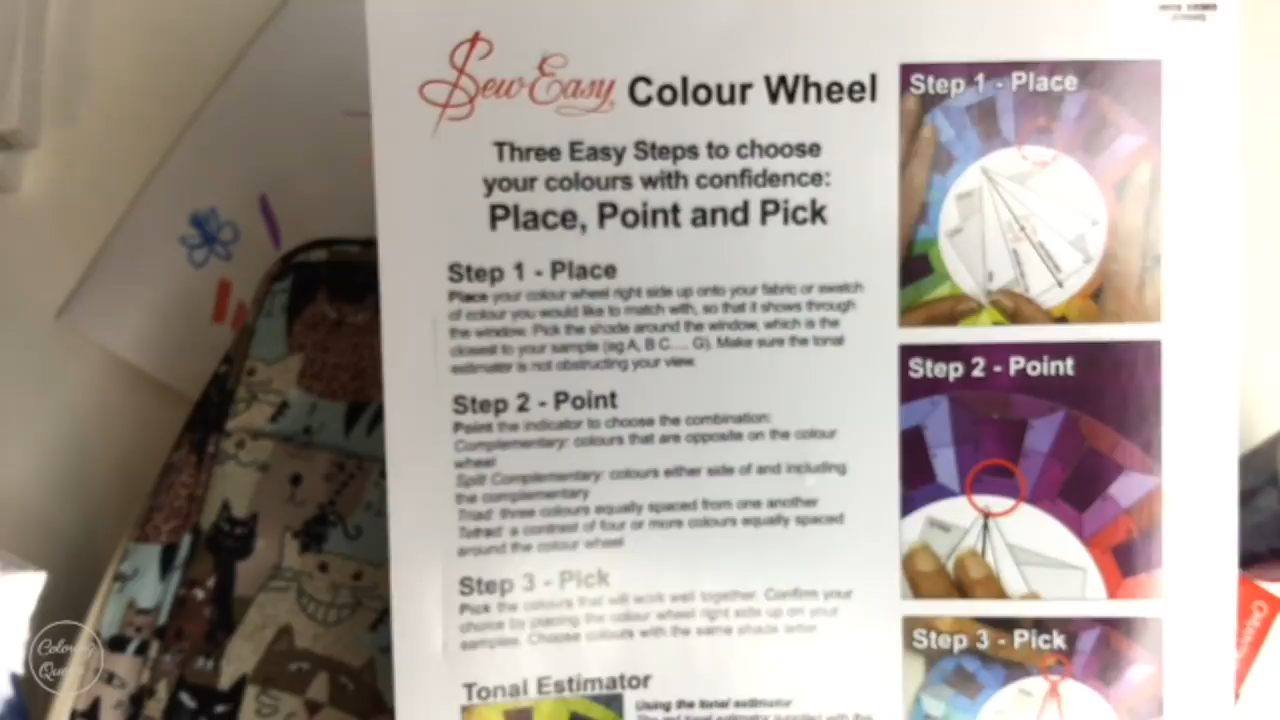 Sew Easy Colour Wheel
Three Easy Steps to choose
your colours with confidence:
Place, Point and Pick
Step 1 - Place
Place your colour wheel right side up onto your fabric or swatch
of colour you would like to match with, so that it shows through
the window. Pick the shade around the window, which is the
closest to your sample (eg A, B C.... G). Make sure the tonal
estimator is not obstructing your view.
Step 2 - Point
Point the indicator to choose the combination:
Complementary: colours that are opposite on the colour
wheel
Split Complementary: colours either side of and including
the complementary
Triad: three colours equally spaced from one another
Tetrad: a contrast of four or more colours equally spaced
around the colour wheel
Step 3 - Pick
Pick the colours that will work well together. Confirm your
choice by placing the colour wheel right side up on your
samples. Choose colours with the same shade letter
Tonal Estimator
Using the tonal estimator
The red tonal estimator supplied with the
Step 1 - Place
Step 2 - Point
Step 3 - Pick
Coloring